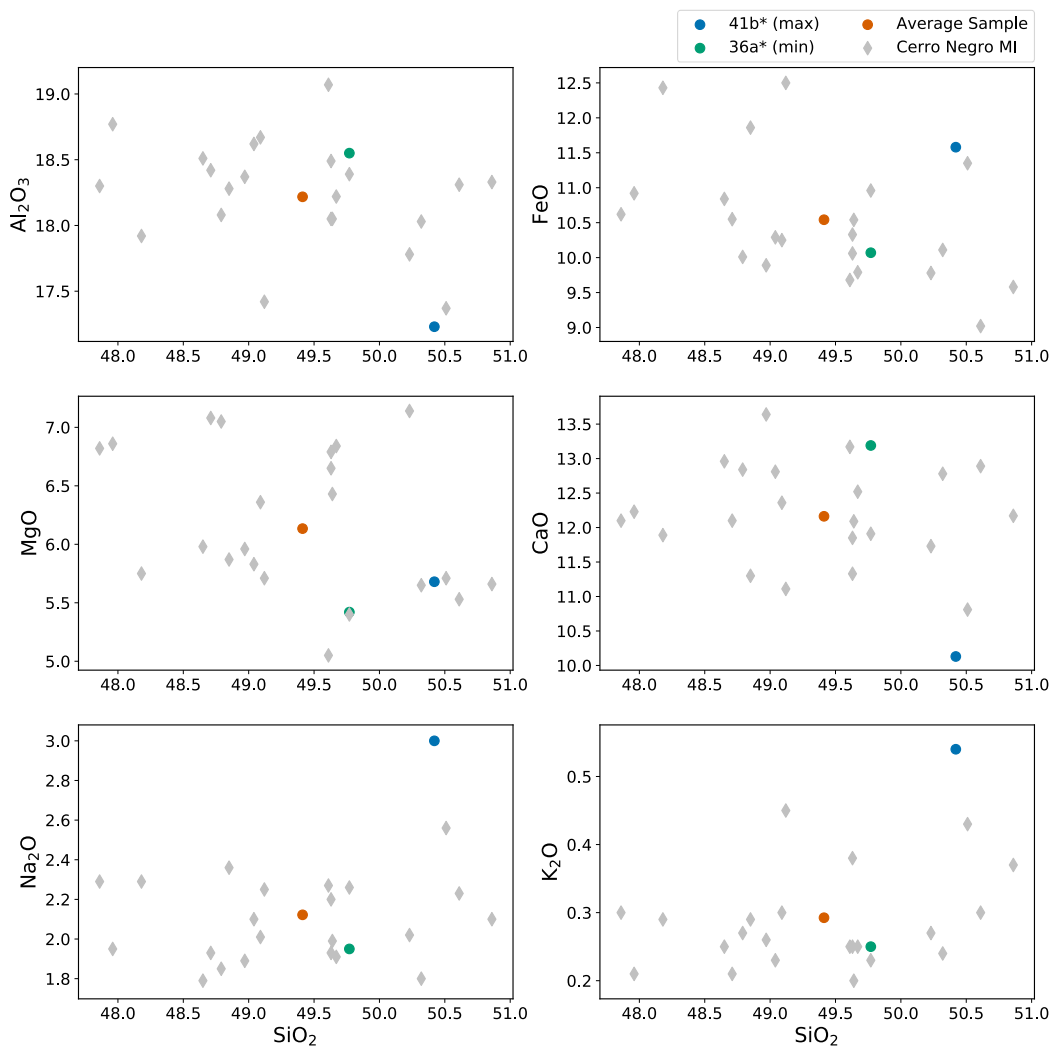 41b* (max) Average Sample
36a* (min) Cerro Negro MI
19.0
18.5
18.0
17.5
Al₂O₃
48.0 48.5 49.0 49.5 50.0 50.5 51.0
12.5
12.0
11.5
11.0
10.5
10.0
9.5
9.0
FeO
48.0 48.5 49.0 49.5 50.0 50.5 51.0
7.0
6.5
6.0
5.5
5.0
MgO
48.0 48.5 49.0 49.5 50.0 50.5 51.0
13.5
13.0
12.5
12.0
11.5
11.0
10.5
10.0
CaO
48.0 48.5 49.0 49.5 50.0 50.5 51.0
3.0
2.8
2.6
2.4
2.2
2.0
1.8
Na₂O
48.0 48.5 49.0 49.5 50.0 50.5 51.0
SiO₂
0.5
0.4
0.3
0.2
K₂O
48.0 48.5 49.0 49.5 50.0 50.5 51.0
SiO₂